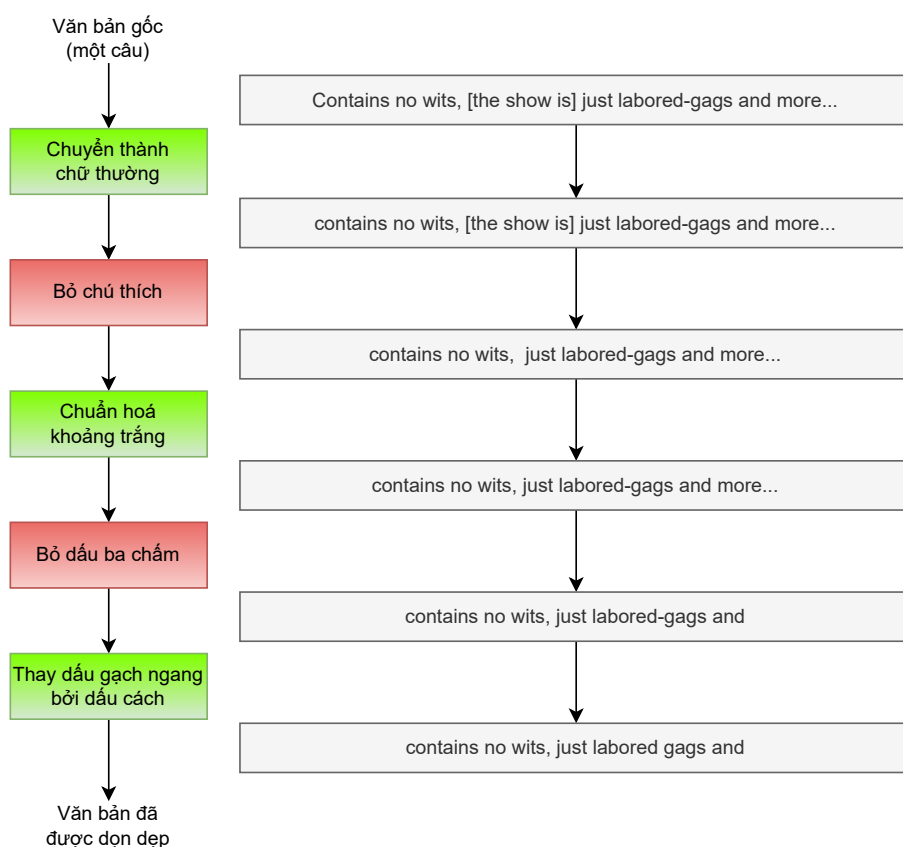 Văn bản gốc
(một câu)
Contains no wits, [the show is] just labored-gags and more...
Chuyển thành
chữ thường
contains no wits, [the show is] just labored-gags and more...
Bỏ chú thích
contains no wits,  just labored-gags and more...
Chuẩn hoá
khoảng trắng
contains no wits, just labored-gags and more...
Bỏ dấu ba chấm
contains no wits, just labored-gags and
Thay dấu gạch ngang
bởi dấu cách
contains no wits, just labored gags and
Văn bản đã
được dọn dẹp